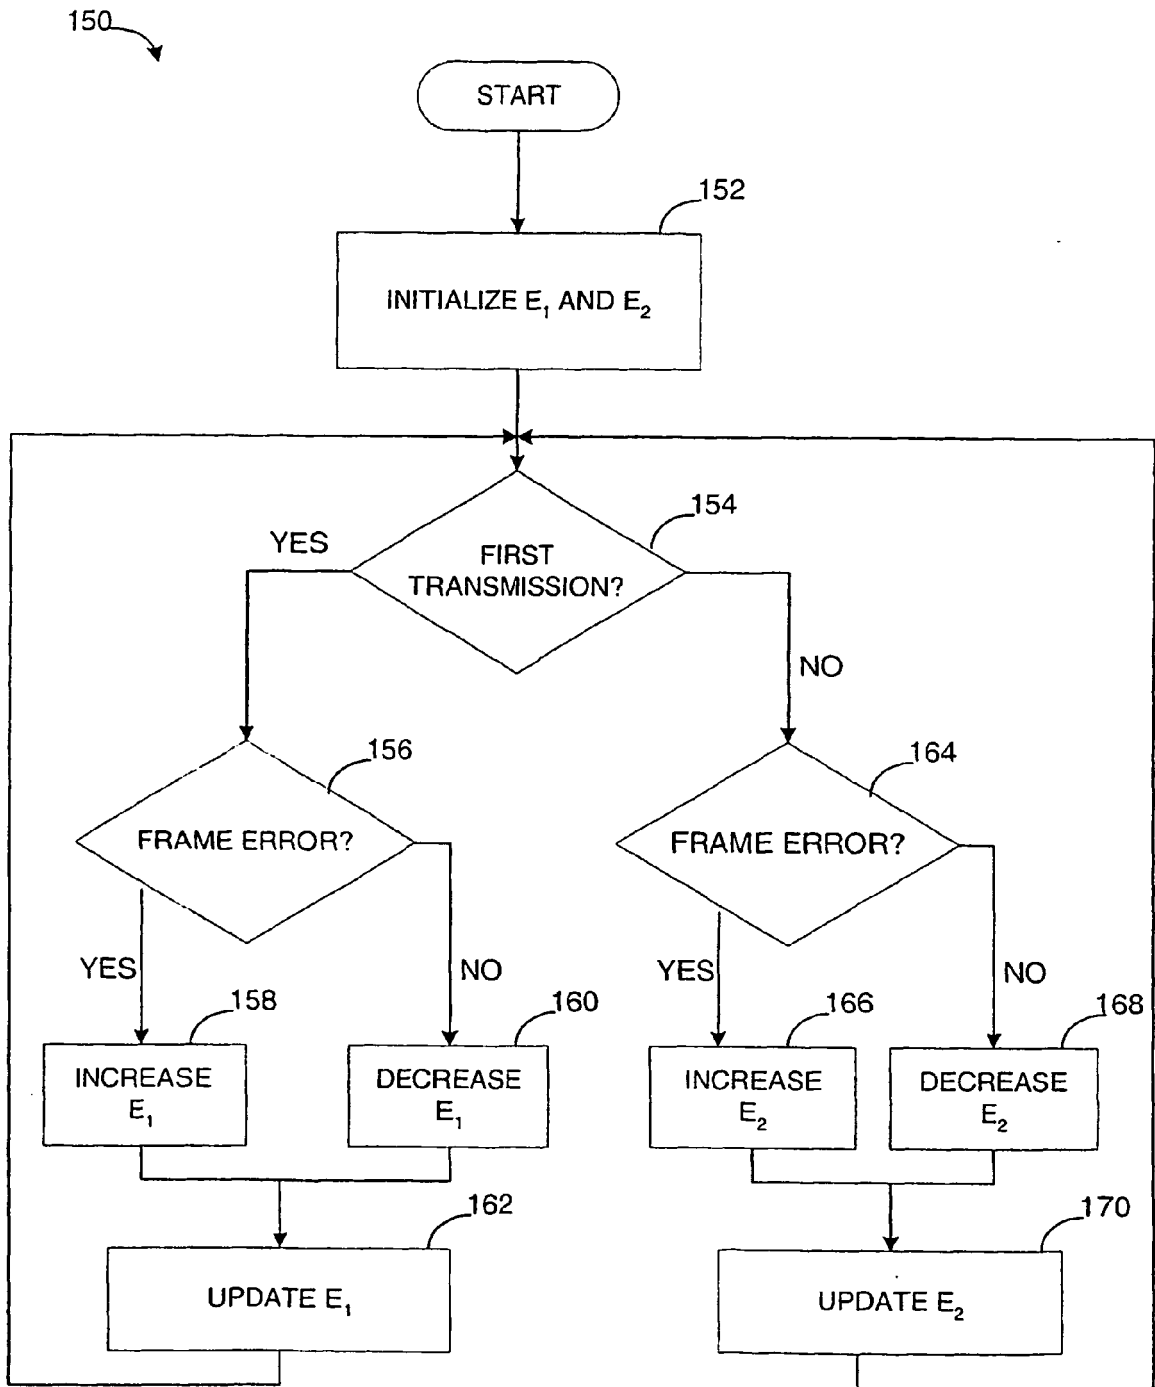 150
START
152
INITIALIZE E₁ AND E₂
154
YES
FIRST
TRANSMISSION?
NO
156
164
FRAME ERROR?
FRAME ERROR?
YES
NO
YES
NO
158
160
166
168
INCREASE
E₁
DECREASE
E₁
INCREASE
E₂
DECREASE
E₂
162
170
UPDATE E₁
UPDATE E₂